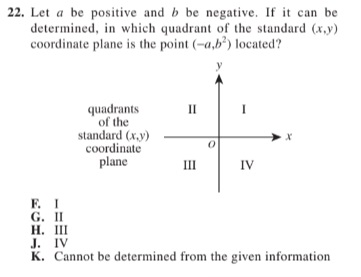 22. Let a be positive and b be negative. If it can be
determined, in which quadrant of the standard (x,y)
coordinate plane is the point (−a,b²) located?
y
quadrants
of the
standard (x,y)
coordinate
plane
II
I
x
O
III
IV
F. I
G. II
H. III
J. IV
K. Cannot be determined from the given information